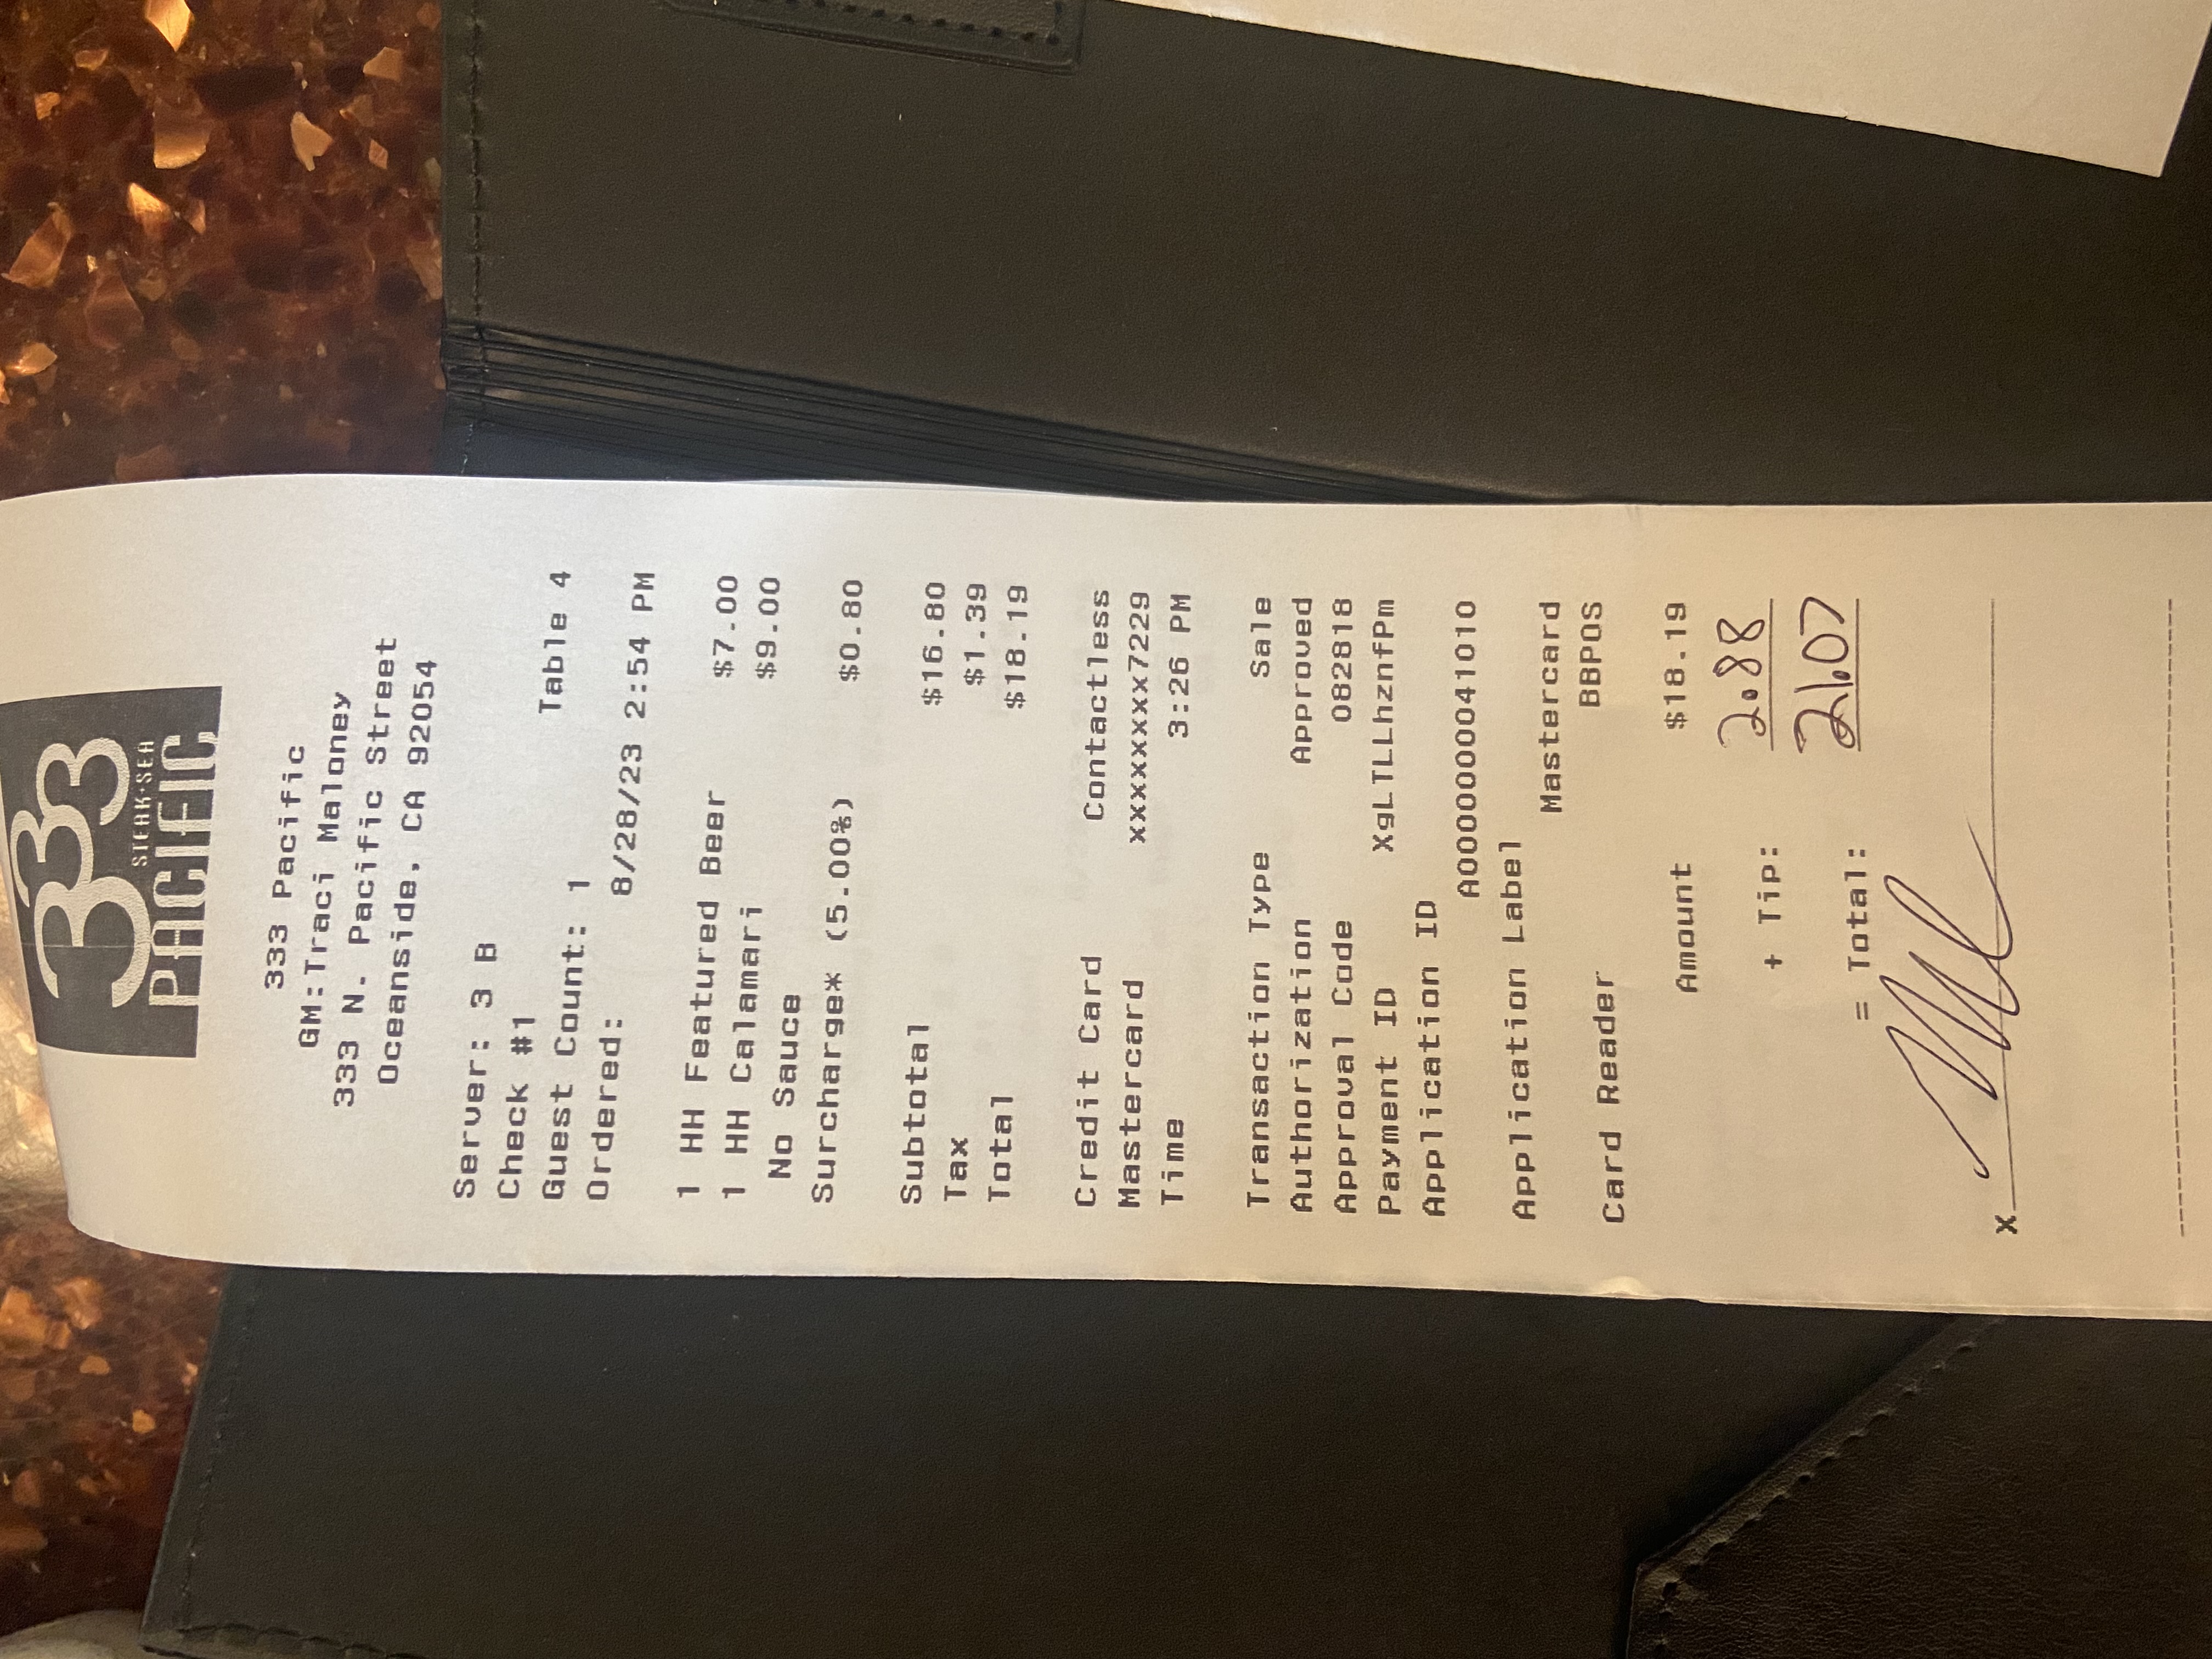 333
STEAK·SEA
PACIFIC
333 Pacific
GM:Traci Maloney
333 N. Pacific Street
Oceanside, CA 92054
Server: 3 B
Check #1 Table 4
Guest Count: 1
Ordered: 8/28/23 2:54 PM
1 HH Featured Beer $7.00
1 HH Calamari $9.00
No Sauce
Surcharge* (5.00%) $0.80
Subtotal $16.80
Tax $1.39
Total $18.19
Credit Card Contactless
Mastercard xxxxxxxx7229
Time 3:26 PM
Transaction Type Sale
Authorization Approved
Approval Code 082818
Payment ID XgLTLLhznfPm
Application ID
A0000000041010
Application Label
Mastercard
Card Reader BBPOS
Amount $18.19
+ Tip: 2.88
= Total: 21.07
x